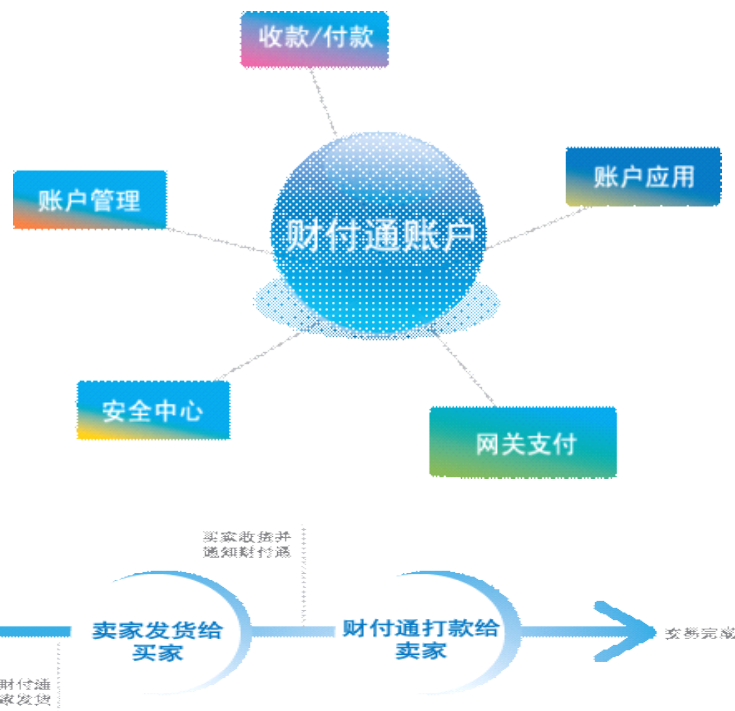 收款/付款
账户应用
账户管理
财付通账户
安全中心
网关支付
买家收货并
通知财付通
卖家发货给
买家
财付通打款给
卖家
交易完成
财付通
家发货